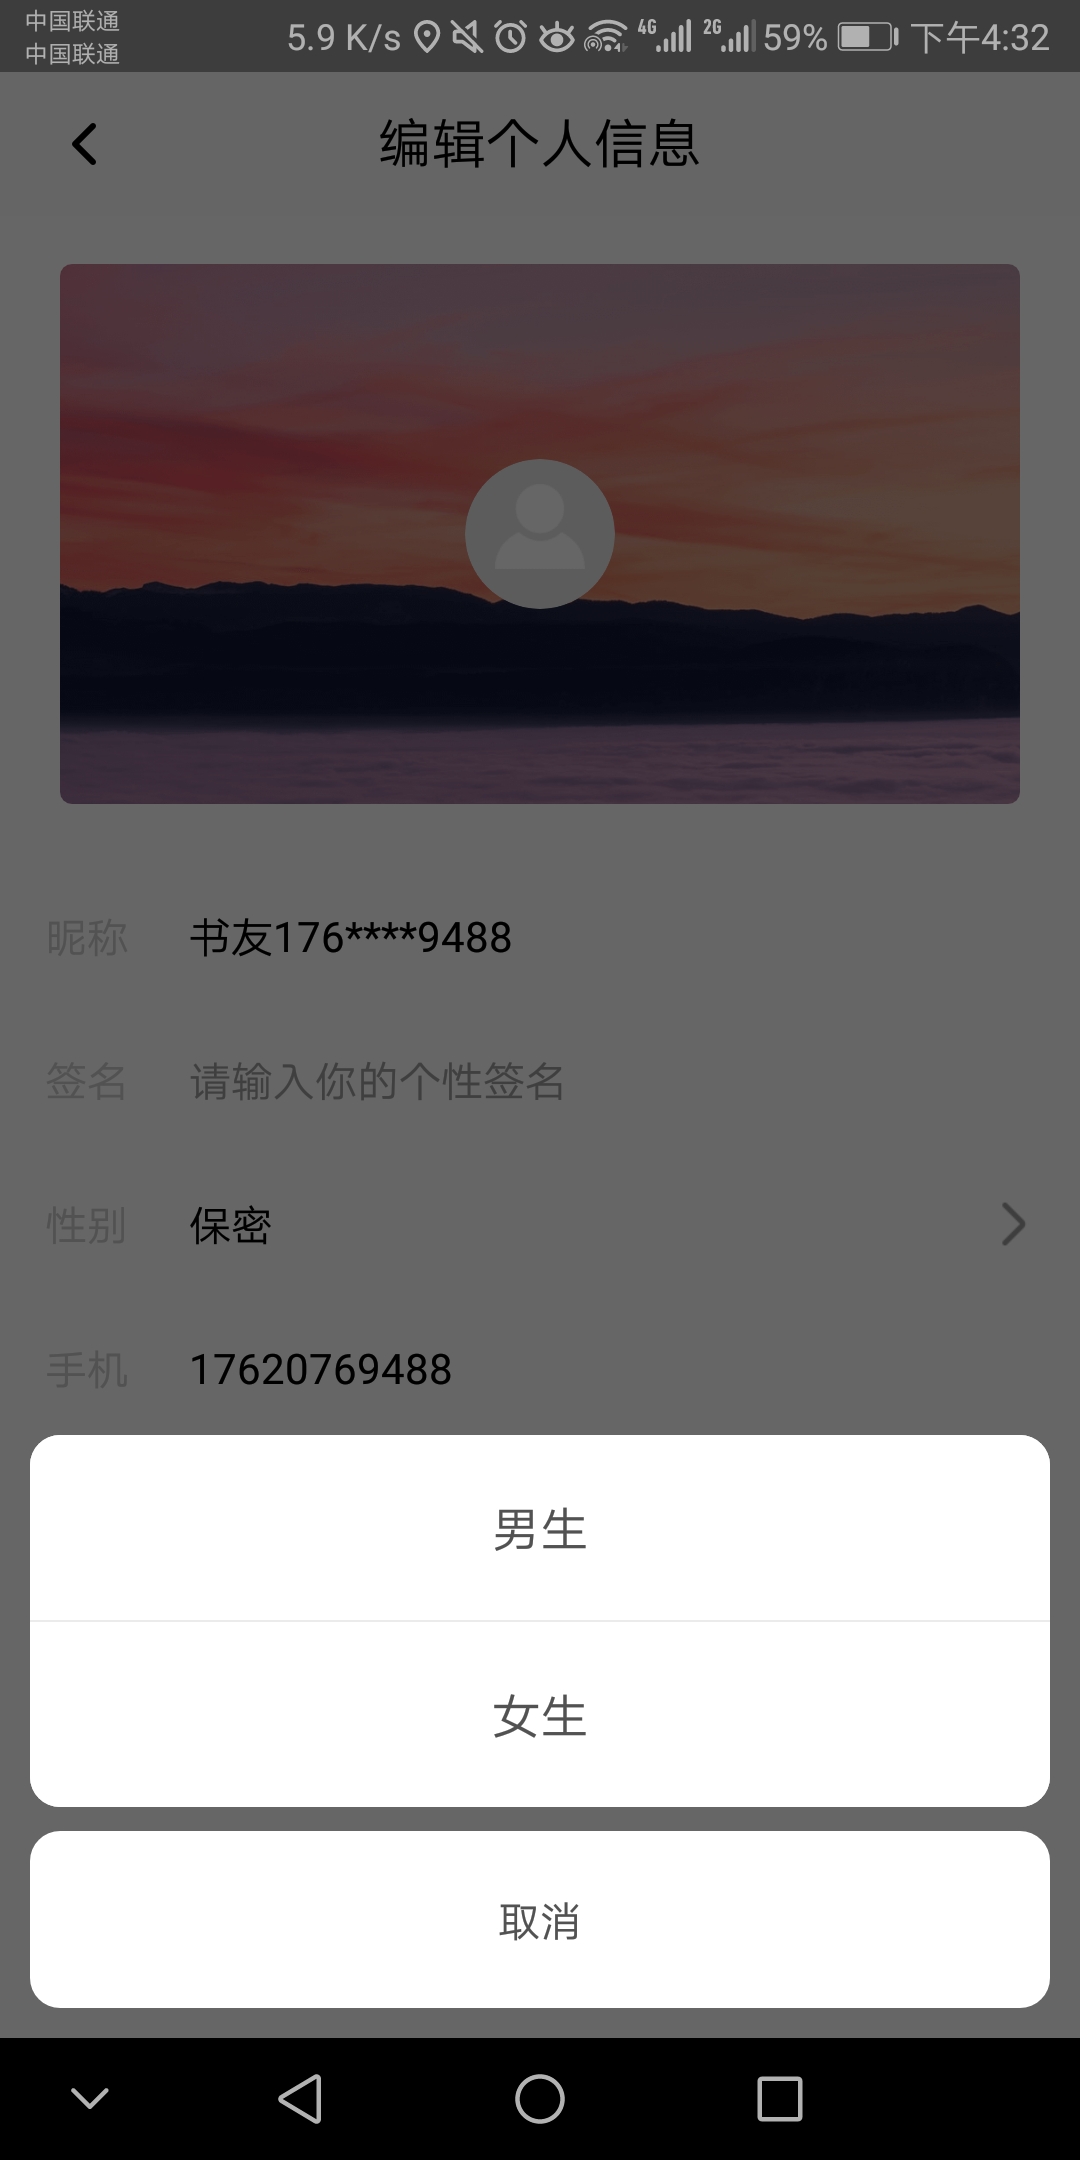 中国联通
中国联通
5.9 K/s 4G 2G 59% 下午4:32
编辑个人信息
昵称 书友176****9488
签名 请输入你的个性签名
性别 保密
手机 17620769488
男生
女生
取消